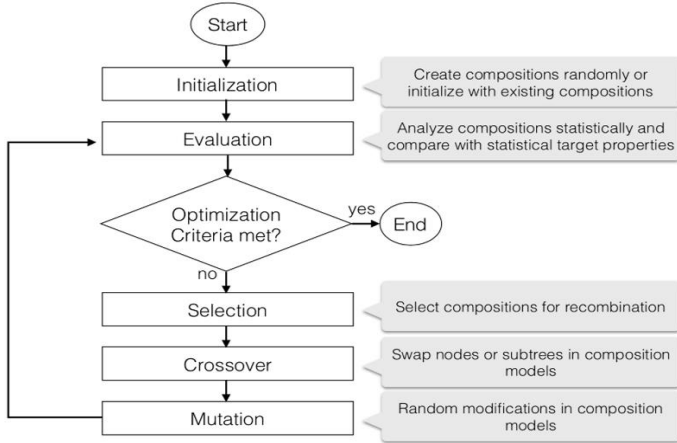 Start
Initialization
Create compositions randomly or
initialize with existing compositions
Evaluation
Analyze compositions statistically and
compare with statistical target properties
Optimization
Criteria met?
yes
End
no
Selection
Select compositions for recombination
Crossover
Swap nodes or subtrees in composition
models
Mutation
Random modifications in composition
models